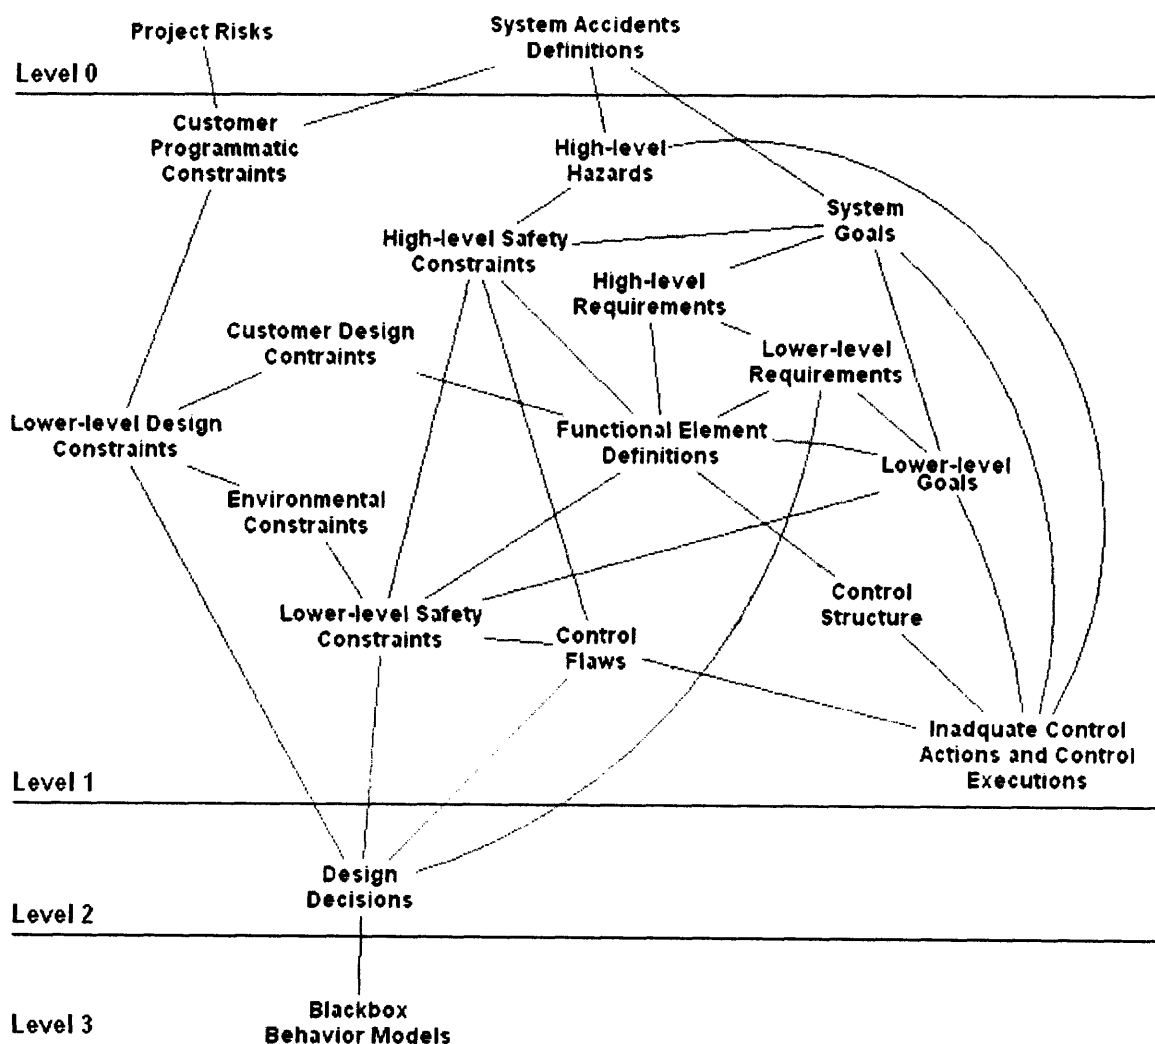 Project Risks
System Accidents
Definitions
Level 0
Customer
Programmatic
Constraints
High-level
Hazards
System
Goals
High-level Safety
Constraints
High-level
Requirements
Customer Design
Contraints
Lower-level
Requirements
Lower-level Design
Constraints
Functional Element
Definitions
Lower-level
Goals
Environmental
Constraints
Control
Structure
Lower-level Safety
Constraints
Control
Flaws
Inadquate Control
Actions and Control
Executions
Level 1
Design
Decisions
Level 2
Blackbox
Behavior Models
Level 3